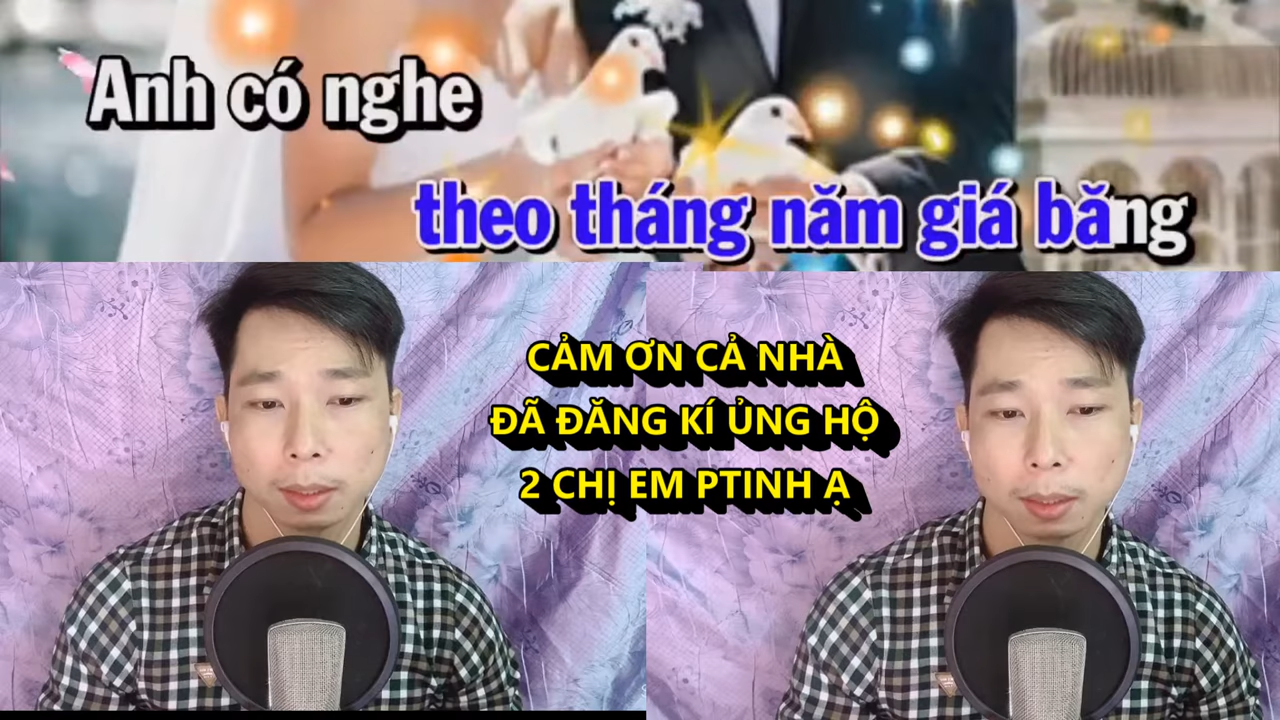 Anh có nghe
theo tháng năm giá băng
CẢM ƠN CẢ NHÀ
ĐÃ ĐĂNG KÍ ỦNG HỘ
2 CHỊ EM PTINH Ạ